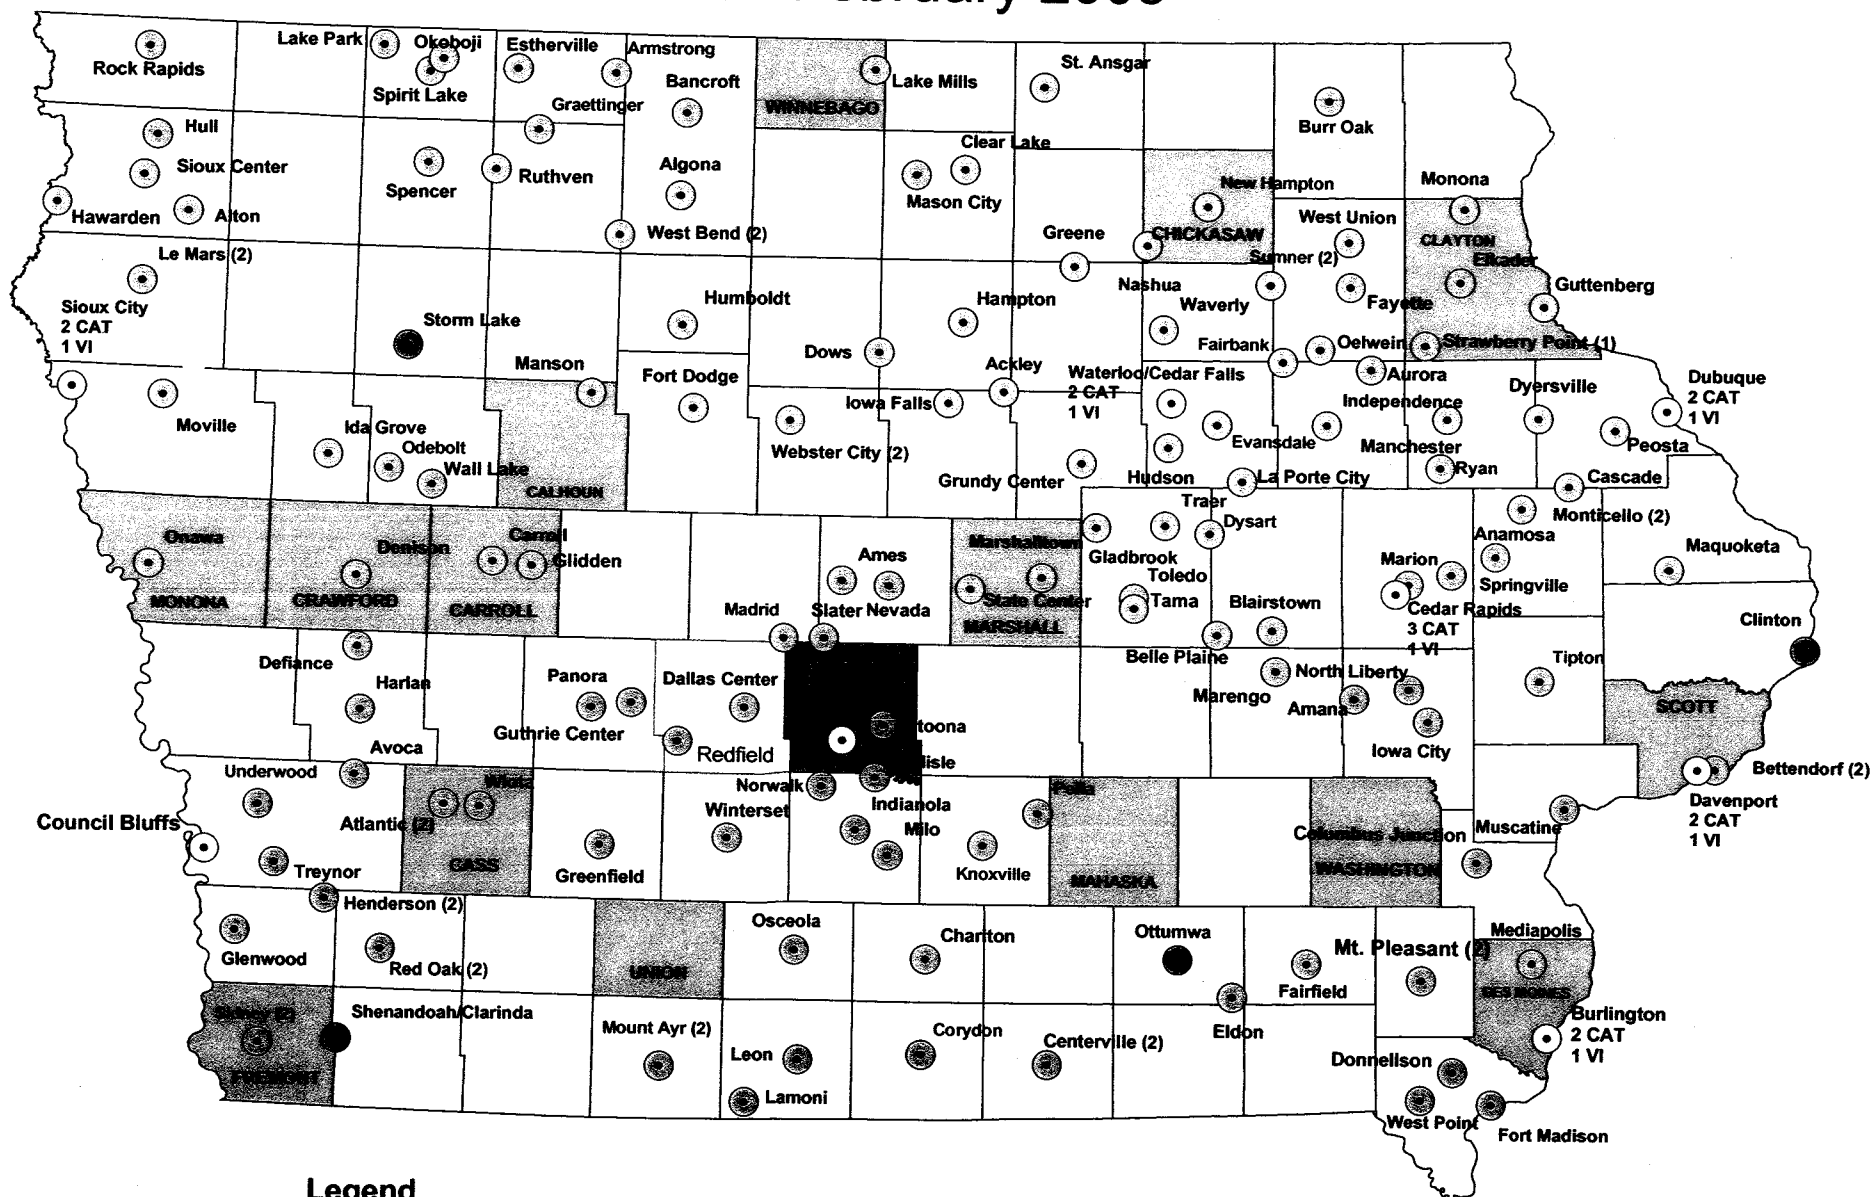 Lake Park
Okoboji
Estherville
Armstrong
Rock Rapids
Spirit Lake
Graettinger
Bancroft
WINNEBAGO
Lake Mills
St. Ansgar
Burr Oak
Hull
Sioux Center
Hawarden
Alton
Spencer
Ruthven
Algona
West Bend (2)
Clear Lake
Mason City
New Hampton
CHICKASAW
Monona
West Union
CLAYTON
Elkader
Guttenberg
Le Mars (2)
Sioux City
2 CAT
1 VI
Storm Lake
Manson
Humboldt
Fort Dodge
Dows
Hampton
Greene
Nashua
Waverly
Sumner (2)
Fayette
Fairbank
Oelwein
Strawberry Point (1)
Ackley
Iowa Falls
Waterloo/Cedar Falls
2 CAT
1 VI
Aurora
Independence
Dyersville
Dubuque
2 CAT
1 VI
Moville
Ida Grove
Odebolt
Wall Lake
CALHOUN
Webster City (2)
Grundy Center
Hudson
Evansdale
La Porte City
Manchester
Ryan
Peosta
Cascade
Monticello (2)
Onawa
MONONA
Denison
CRAWFORD
Carroll
Glidden
CARROLL
Ames
Slater
Nevada
Madrid
Marshalltown
State Center
MARSHALL
Traer
Dysart
Gladbrook
Toledo
Tama
Blairstown
Belle Plaine
Marion
Cedar Rapids
3 CAT
1 VI
Anamosa
Springville
Maquoketa
Clinton
Defiance
Harlan
Avoca
Panora
Guthrie Center
Dallas Center
Redfield
toona
lisle
Marengo
North Liberty
Amana
Iowa City
Tipton
SCOTT
Bettendorf (2)
Davenport
2 CAT
1 VI
Underwood
Council Bluffs
Treynor
Atlantic (2)
Wiota
CASS
Greenfield
Norwalk
Winterset
Indianola
Milo
Knoxville
Pella
MAHASKA
Columbus Junction
WASHINGTON
Muscatine
Henderson (2)
Glenwood
Red Oak (2)
UNION
Osceola
Chariton
Ottumwa
Fairfield
Mt. Pleasant (2)
Mediapolis
DES MOINES
Burlington
2 CAT
1 VI
Sidney (2)
FREMONT
Shenandoah/Clarinda
Mount Ayr (2)
Leon
Lamoni
Corydon
Centerville (2)
Eldon
Donnellson
West Point
Fort Madison
Legend